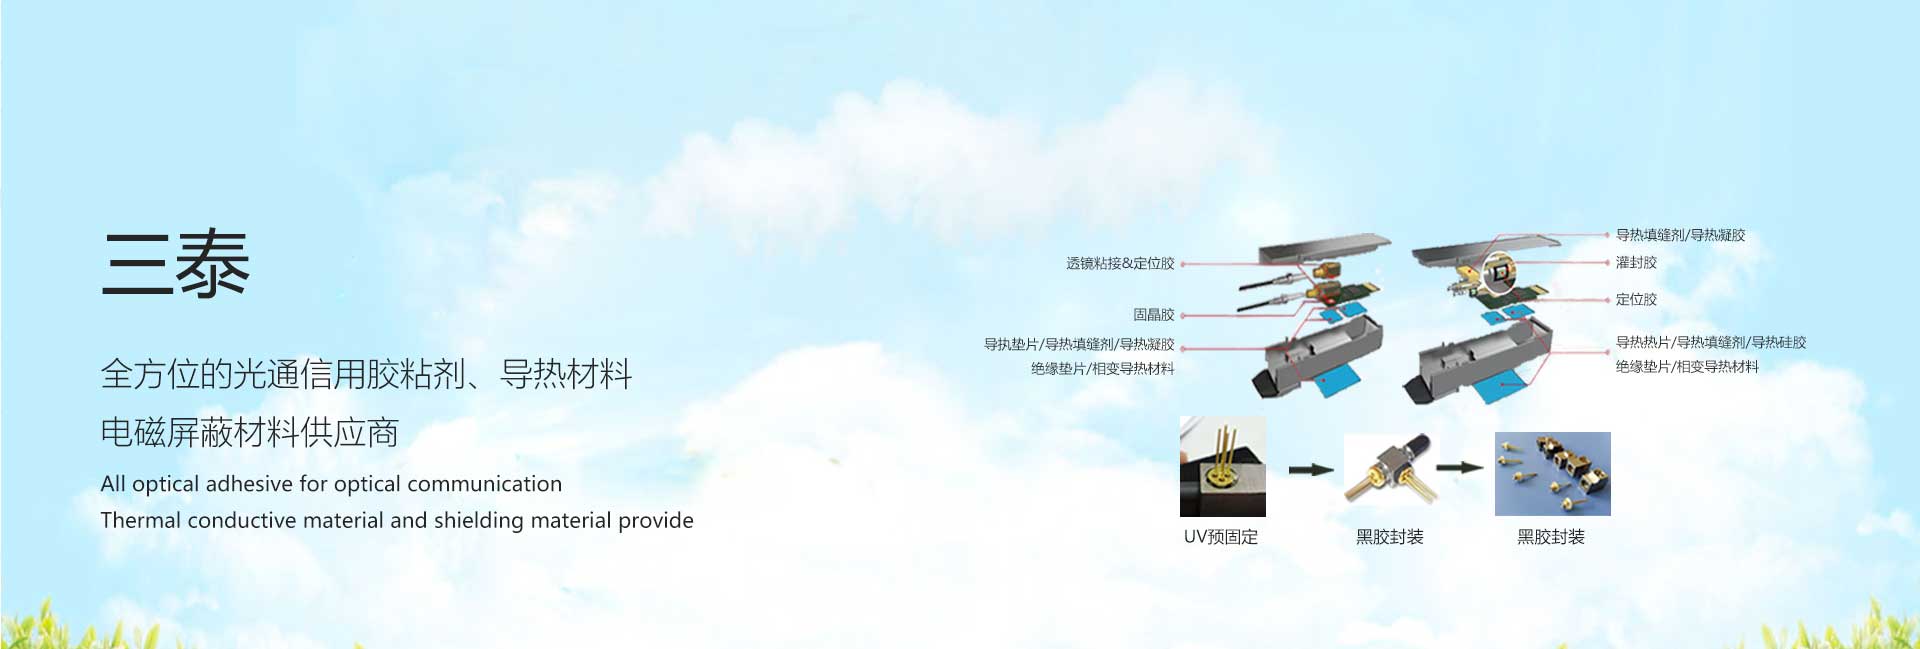 三泰
全方位的光通信用胶粘剂、导热材料
电磁屏蔽材料供应商
All optical adhesive for optical communication
Thermal conductive material and shielding material provide
透镜粘接&定位胶
固晶胶
导执垫片/导热填缝剂/导热凝胶
绝缘垫片/相变导热材料
导热填缝剂/导热凝胶
灌封胶
定位胶
导热热片/导热填缝剂/导热硅胶
绝缘垫片/相变导热材料
UV预固定
黑胶封装
黑胶封装